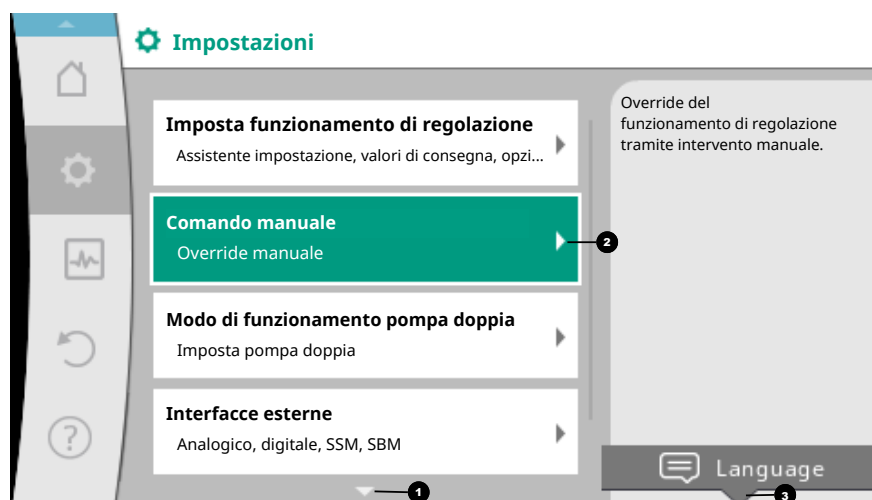 Impostazioni
Imposta funzionamento di regolazione
Assistente impostazione, valori di consegna, opzi...
Comando manuale
Override manuale
2
Modo di funzionamento pompa doppia
Imposta pompa doppia
Interfacce esterne
Analogico, digitale, SSM, SBM
1
Override del
funzionamento di regolazione
tramite intervento manuale.
?
Language
3